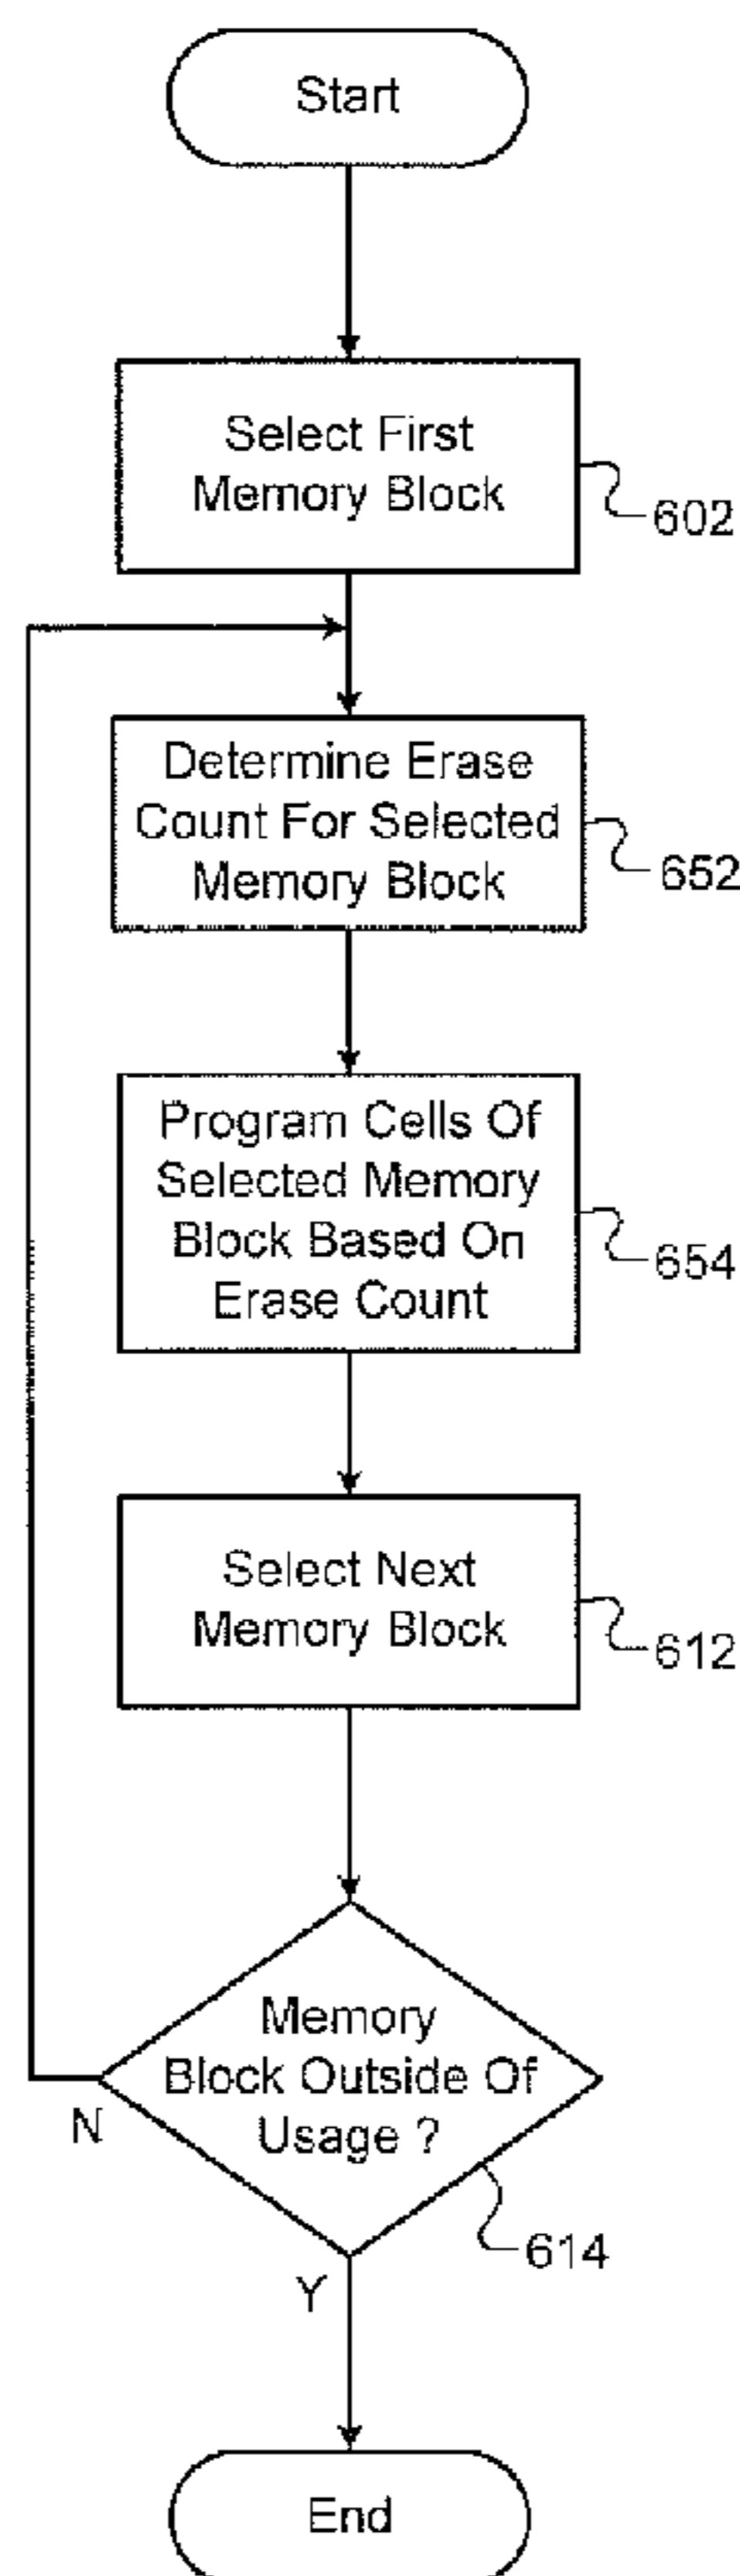 Start
Select First
Memory Block
602
Determine Erase
Count For Selected
Memory Block
652
Program Cells Of
Selected Memory
Block Based On
Erase Count
654
Select Next
Memory Block
612
Memory
Block Outside Of
Usage ?
N
614
Y
End